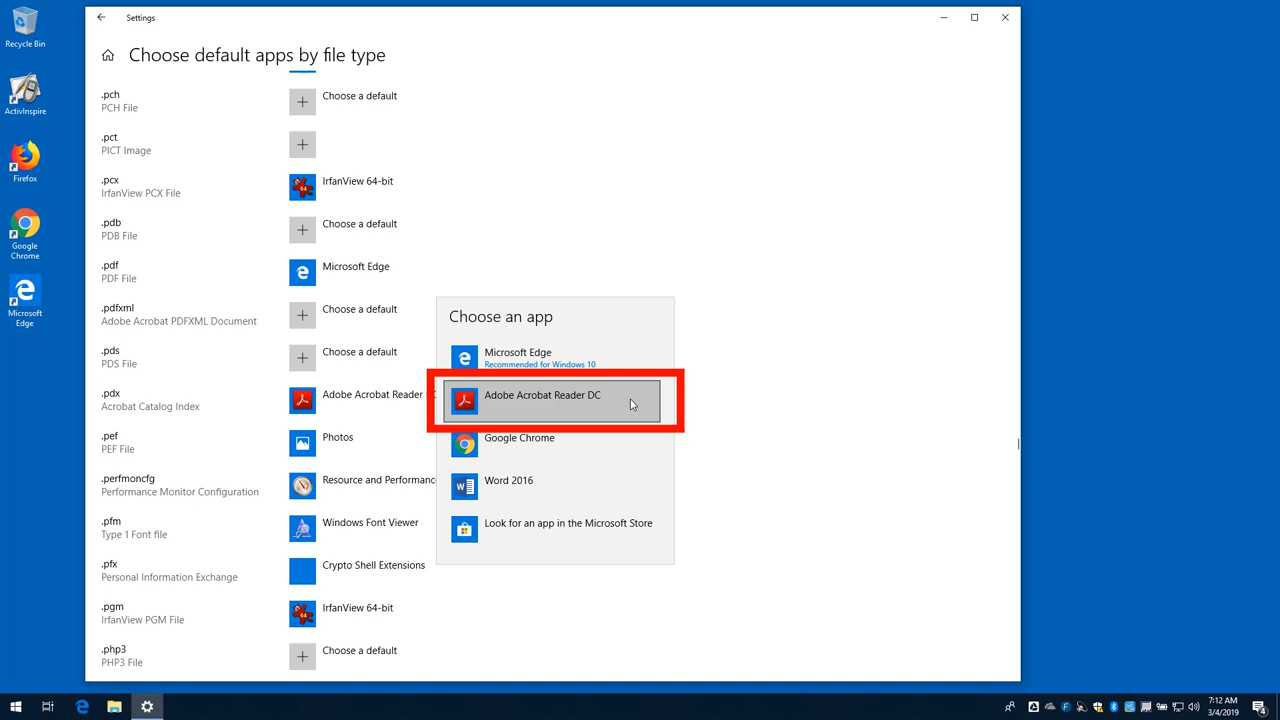 Recycle Bin
ActivInspire
Firefox
Google
Chrome
Microsoft
Edge
Settings
Choose default apps by file type
.pch
PCH File
Choose a default
.pct
PICT Image
.pcx
IrfanView PCX File
IrfanView 64-bit
.pdb
PDB File
Choose a default
.pdf
PDF File
Microsoft Edge
.pdfxml
Adobe Acrobat PDFXML Document
Choose a default
.pds
PDS File
Choose a default
.pdx
Acrobat Catalog Index
Adobe Acrobat Reader
.pef
PEF File
Photos
.perfmoncfg
Performance Monitor Configuration
Resource and Performanc
.pfm
Type 1 Font file
Windows Font Viewer
.pfx
Personal Information Exchange
Crypto Shell Extensions
.pgm
IrfanView PGM File
IrfanView 64-bit
.php3
PHP3 File
Choose a default
Choose an app
Microsoft Edge
Recommended for Windows 10
Adobe Acrobat Reader DC
Google Chrome
Word 2016
Look for an app in the Microsoft Store
7:12 AM
3/4/2019